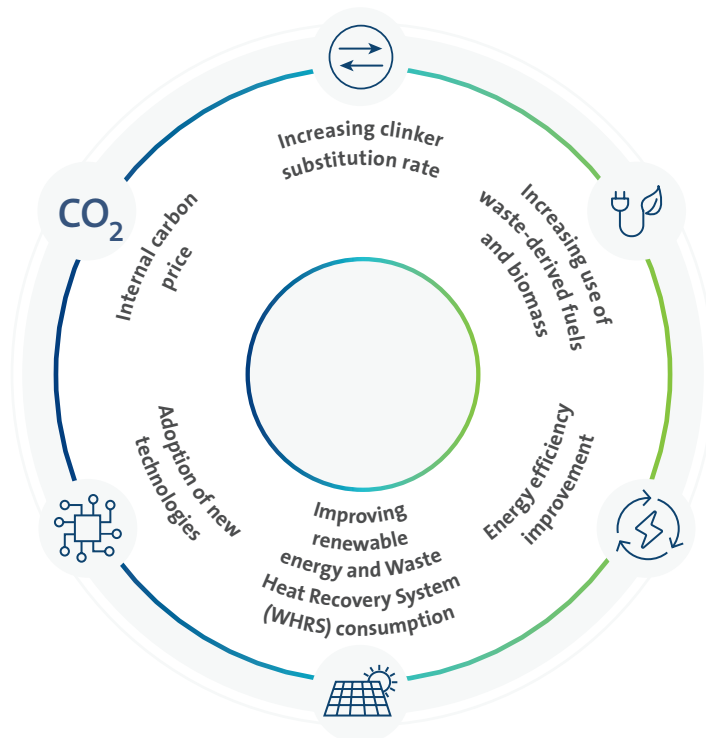 Increasing clinker
substitution rate
Increasing use of
waste-derived fuels
and biomass
Energy efficiency
improvement
Improving
renewable
energy and Waste
Heat Recovery System
(WHRS) consumption
Adoption of new
technologies
Internal carbon
price
CO₂